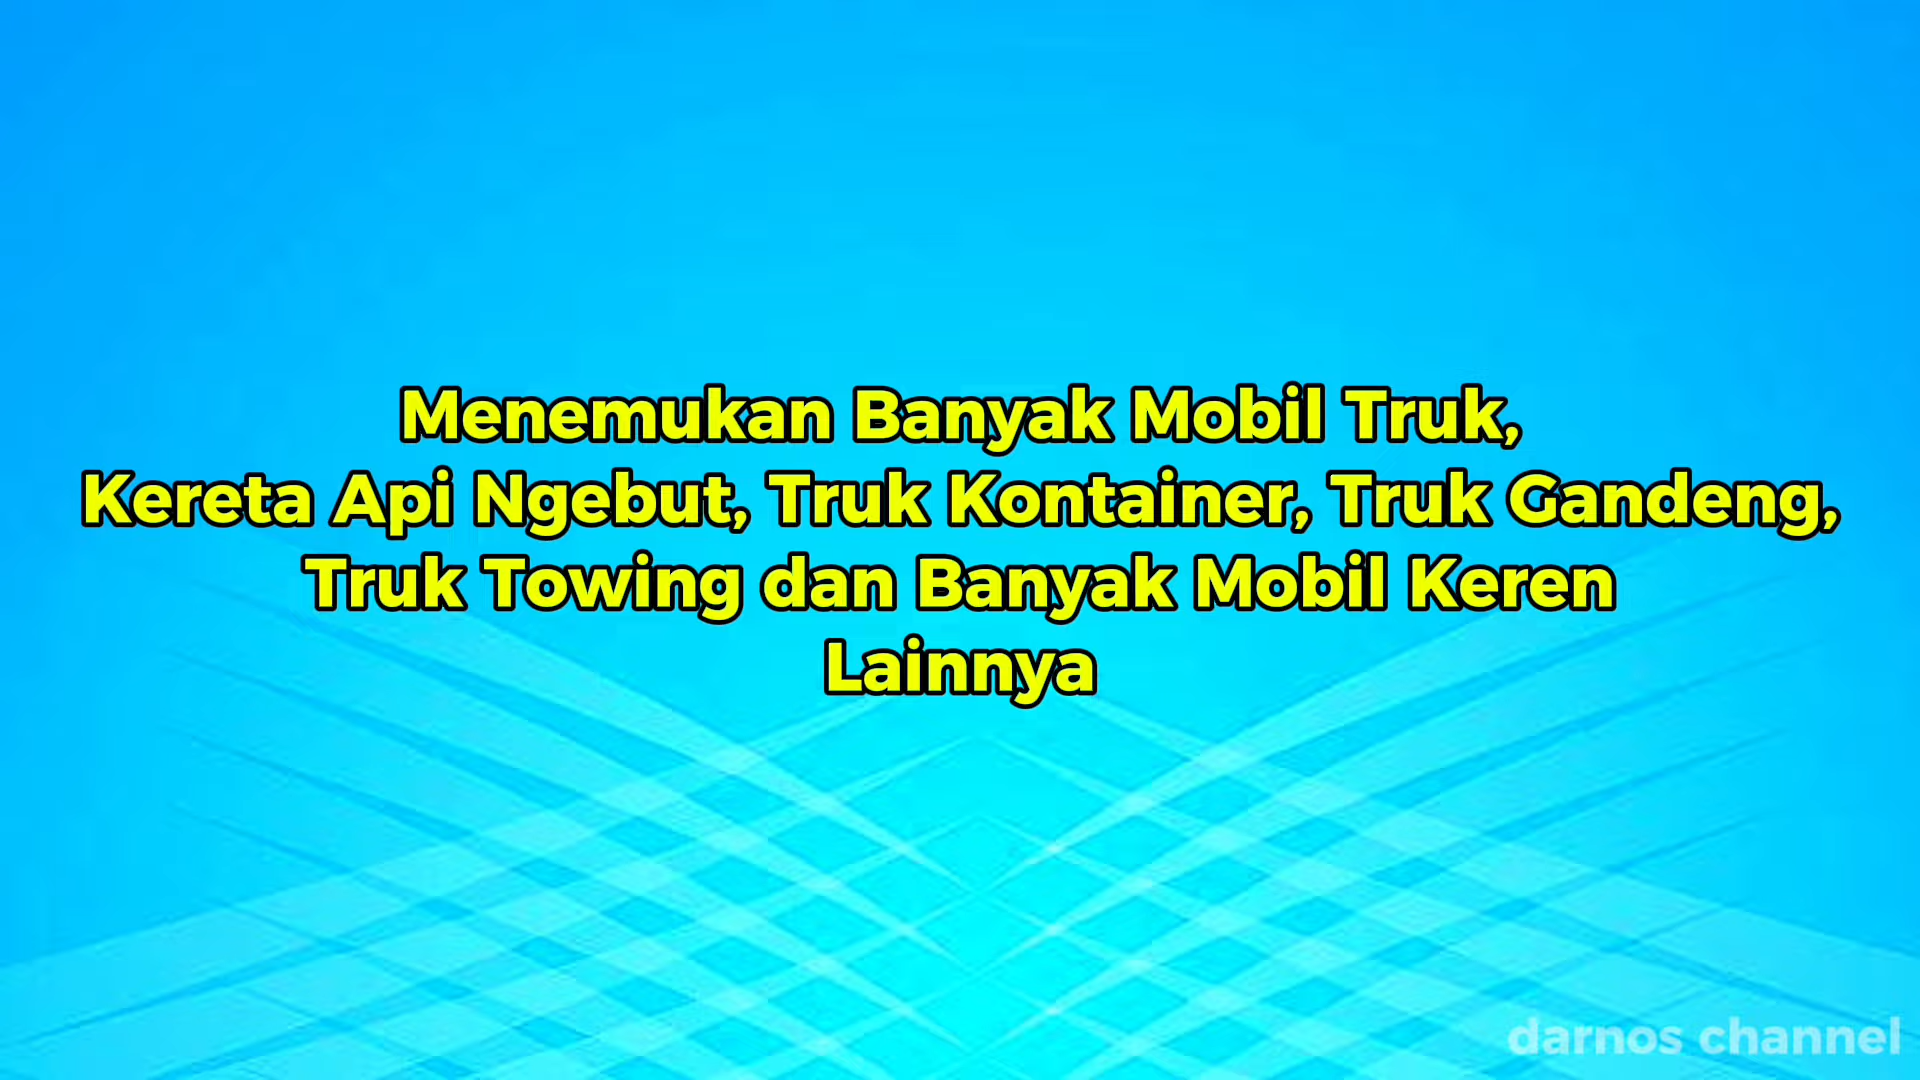 Menemukan Banyak Mobil Truk,
Kereta Api Ngebut, Truk Kontainer, Truk Gandeng,
Truk Towing dan Banyak Mobil Keren
Lainnya
darnos channel